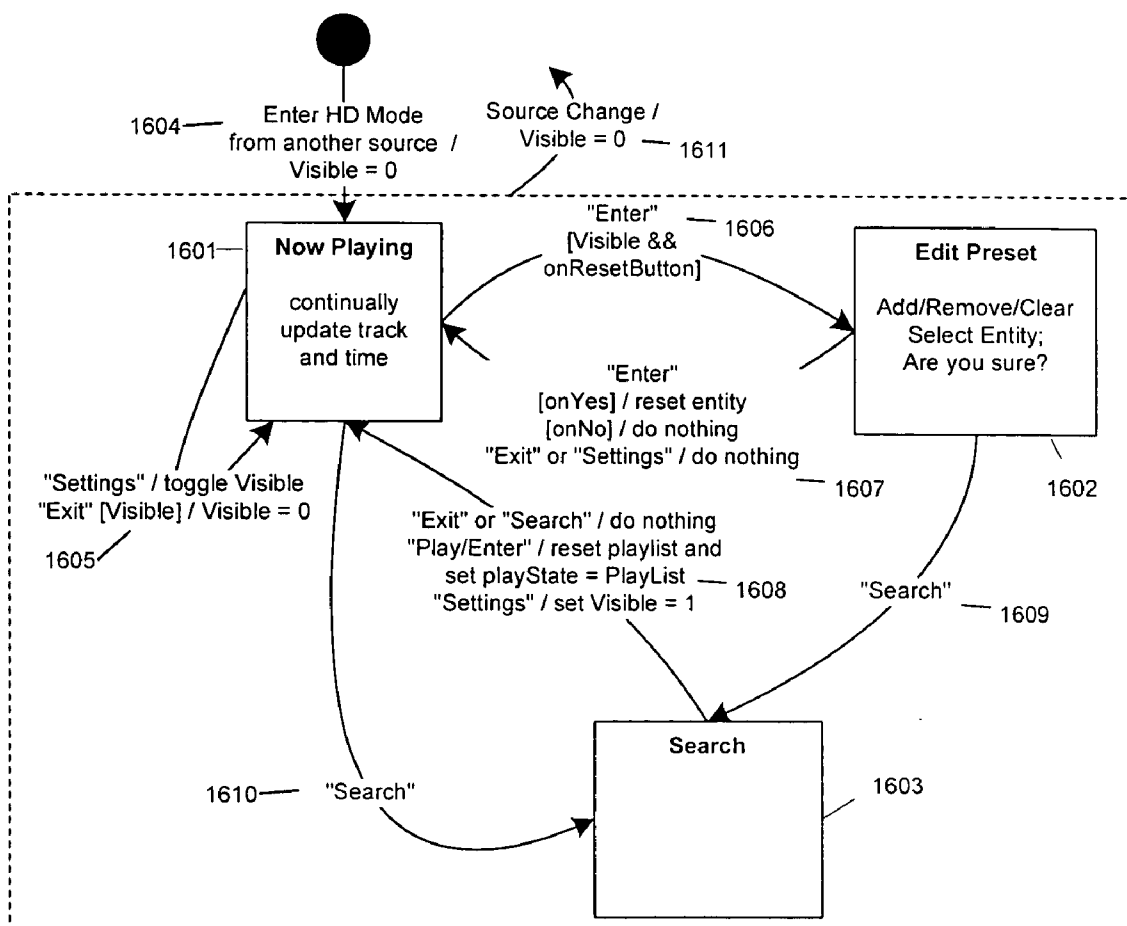 1604
Enter HD Mode
from another source /
Visible = 0
Source Change /
Visible = 0
1611
1601
Now Playing
continually
update track
and time
"Enter"
[Visible &&
onResetButton]
1606
Edit Preset
Add/Remove/Clear
Select Entity;
Are you sure?
1602
"Enter"
[onYes] / reset entity
[onNo] / do nothing
"Exit" or "Settings" / do nothing
1607
"Settings" / toggle Visible
"Exit" [Visible] / Visible = 0
1605
"Exit" or "Search" / do nothing
"Play/Enter" / reset playlist and
set playState = PlayList
"Settings" / set Visible = 1
1608
"Search"
1609
Search
1603
1610
"Search"